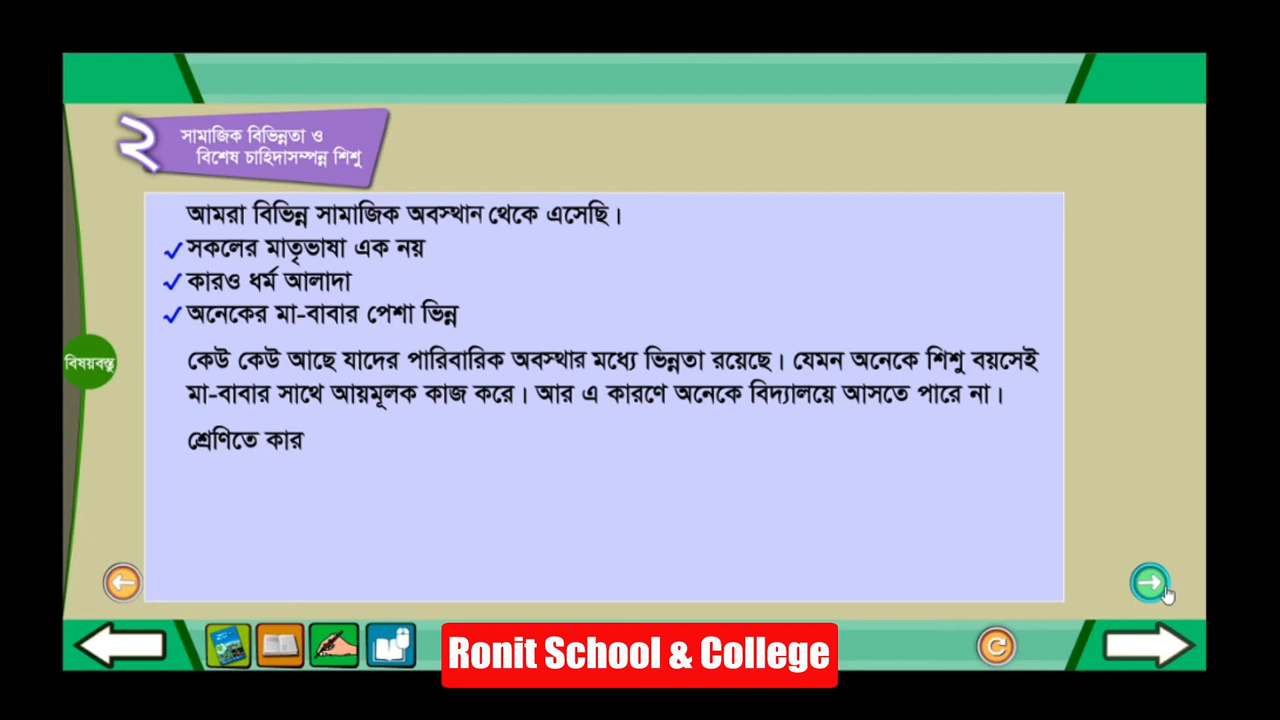 ২
সামাজিক বিভিন্নতা ও
বিশেষ চাহিদাসম্পন্ন শিশু
আমরা বিভিন্ন সামাজিক অবস্থান থেকে এসেছি।
সকলের মাতৃভাষা এক নয়
কারও ধর্ম আলাদা
অনেকের মা-বাবার পেশা ভিন্ন
কেউ কেউ আছে যাদের পারিবারিক অবস্থার মধ্যে ভিন্নতা রয়েছে। যেমন অনেকে শিশু বয়সেই
মা-বাবার সাথে আয়মূলক কাজ করে। আর এ কারণে অনেকে বিদ্যালয়ে আসতে পারে না।
শ্রেণিতে কার
বিষয়বস্তু
Ronit School & College